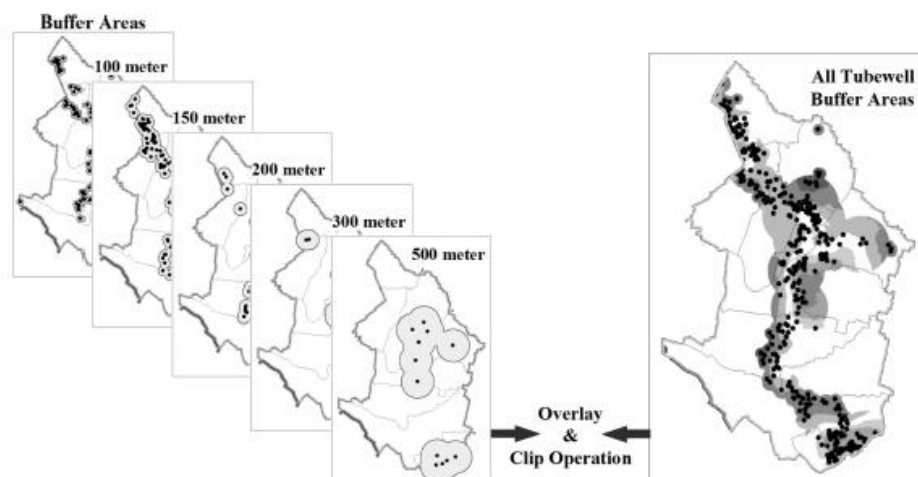 Buffer Areas
100 meter
150 meter
200 meter
300 meter
500 meter
All Tubewell
Buffer Areas
Overlay
&
Clip Operation